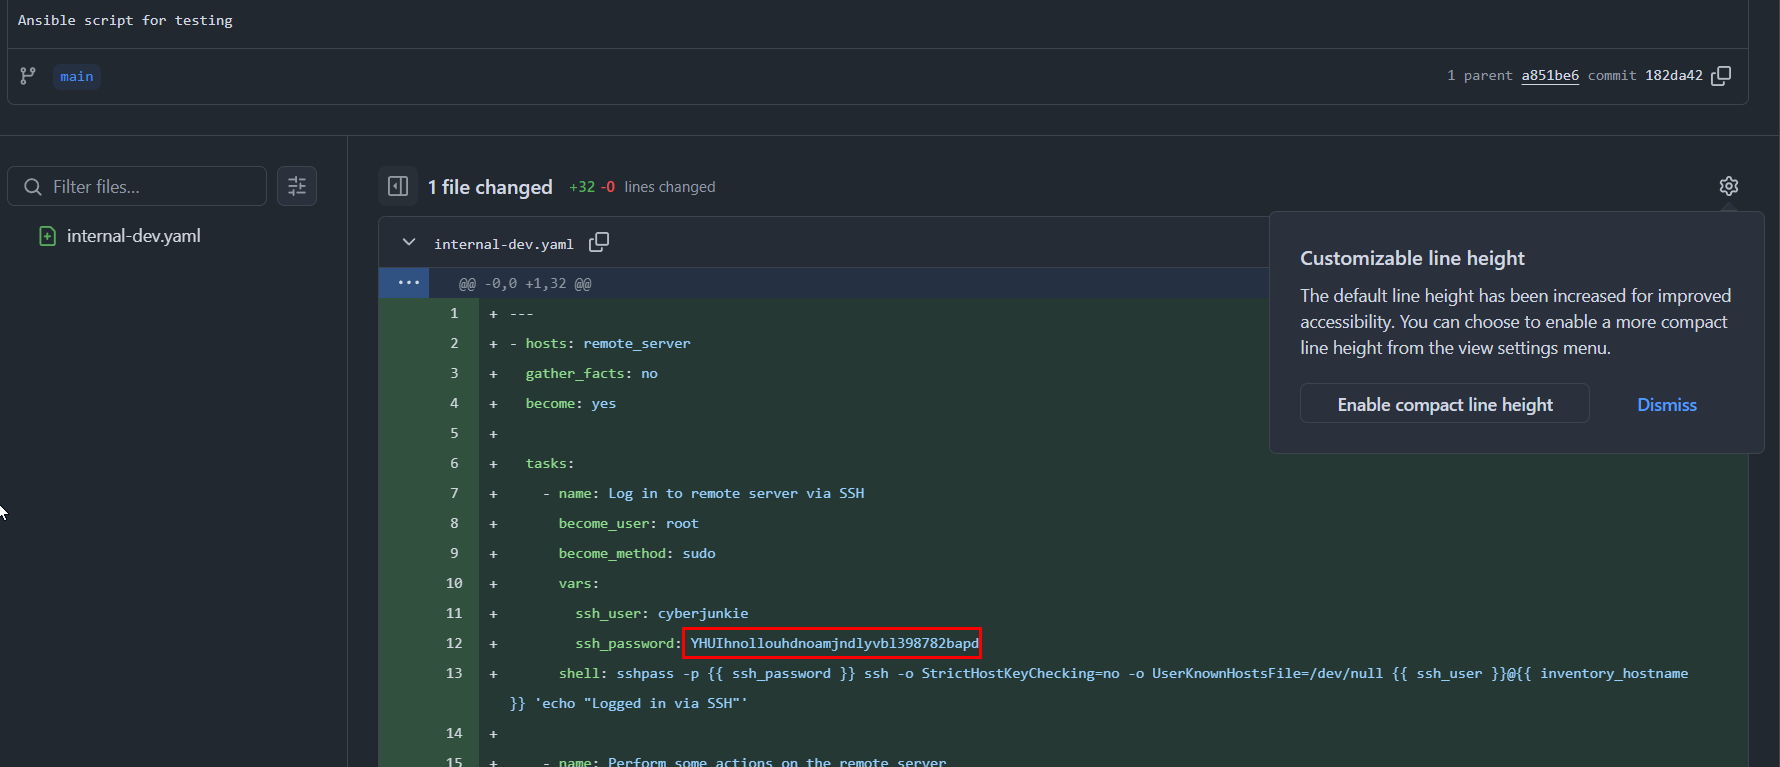 Ansible script for testing
main
1 parent a851be6 commit 182da42
Filter files...
internal-dev.yaml
1 file changed +32 -0 lines changed
internal-dev.yaml
@@ -0,0 +1,32 @@
1 + ---
2 + - hosts: remote_server
3 + gather_facts: no
4 + become: yes
5 +
6 + tasks:
7 + - name: Log in to remote server via SSH
8 + become_user: root
9 + become_method: sudo
10 + vars:
11 + ssh_user: cyberjunkie
12 + ssh_password: YHUIhnollouhdnoamjndlyvbl398782bapd
13 + shell: sshpass -p {{ ssh_password }} ssh -o StrictHostKeyChecking=no -o UserKnownHostsFile=/dev/null {{ ssh_user }}@{{ inventory_hostname
}} 'echo "Logged in via SSH"'
14 +
15 + - name: Perform some actions on the remote server
Customizable line height
The default line height has been increased for improved
accessibility. You can choose to enable a more compact
line height from the view settings menu.
Enable compact line height
Dismiss